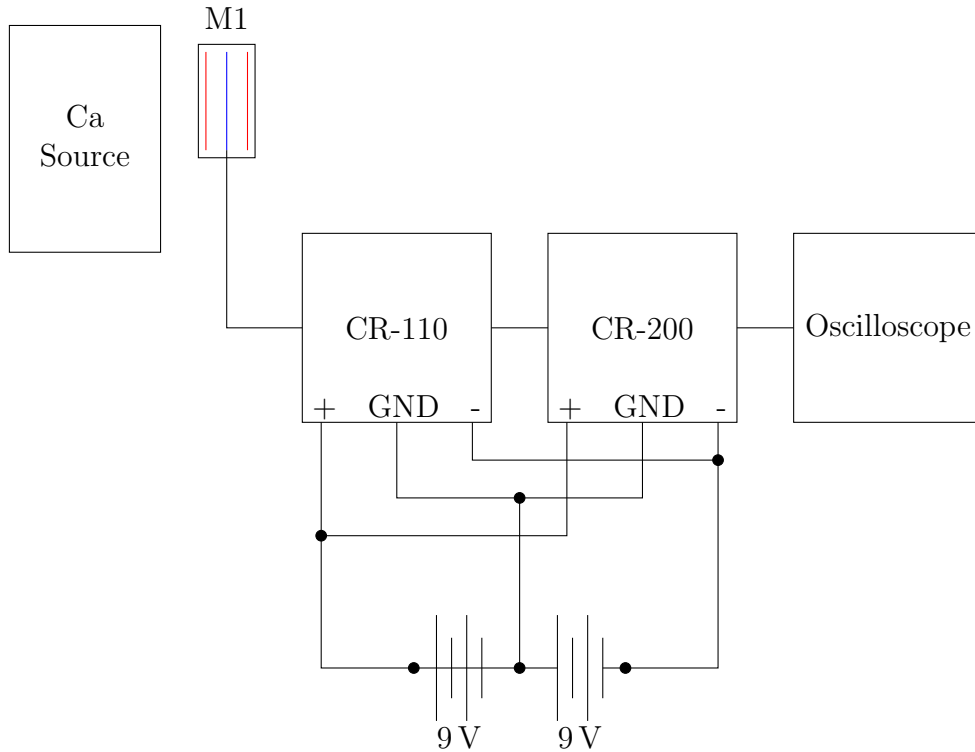 M1
Ca
Source
CR-110
CR-200
Oscilloscope
+ GND -
+ GND -
9 V
9 V